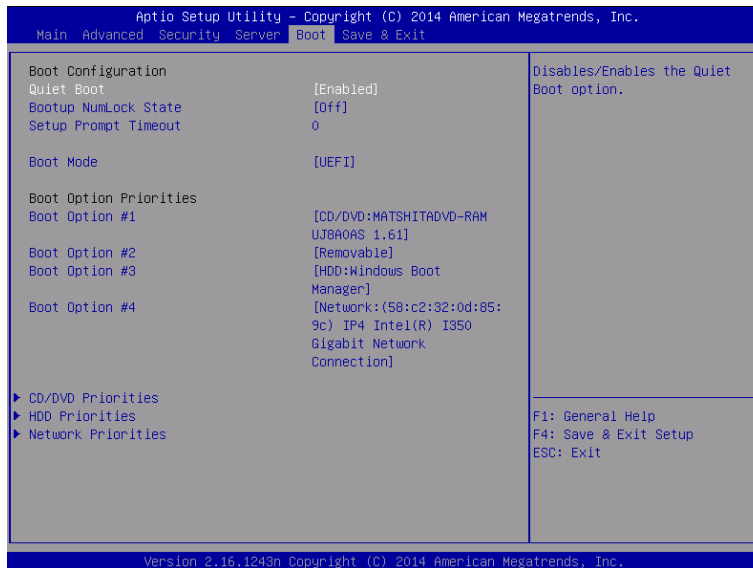 Aptio Setup Utility – Copyright (C) 2014 American Megatrends, Inc.
Main Advanced Security Server Boot Save & Exit
Boot Configuration
Quiet Boot [Enabled]
Bootup NumLock State [Off]
Setup Prompt Timeout 0
Boot Mode [UEFI]
Boot Option Priorities
Boot Option #1 [CD/DVD:MATSHITADVD-RAM
UJ8A0AS 1.61]
Boot Option #2 [Removable]
Boot Option #3 [HDD:Windows Boot
Manager]
Boot Option #4 [Network:(58:c2:32:0d:85:
9c) IP4 Intel(R) I350
Gigabit Network
Connection]
CD/DVD Priorities
HDD Priorities
Network Priorities
Disables/Enables the Quiet
Boot option.
F1: General Help
F4: Save & Exit Setup
ESC: Exit
Version 2.16.1243n Copyright (C) 2014 American Megatrends, Inc.